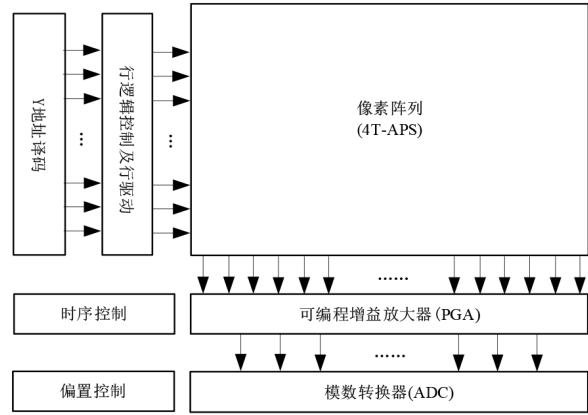 Y地址译码
……
行逻辑控制及行驱动
……
像素阵列
(4T-APS)
……
时序控制
可编程增益放大器(PGA)
……
偏置控制
模数转换器(ADC)